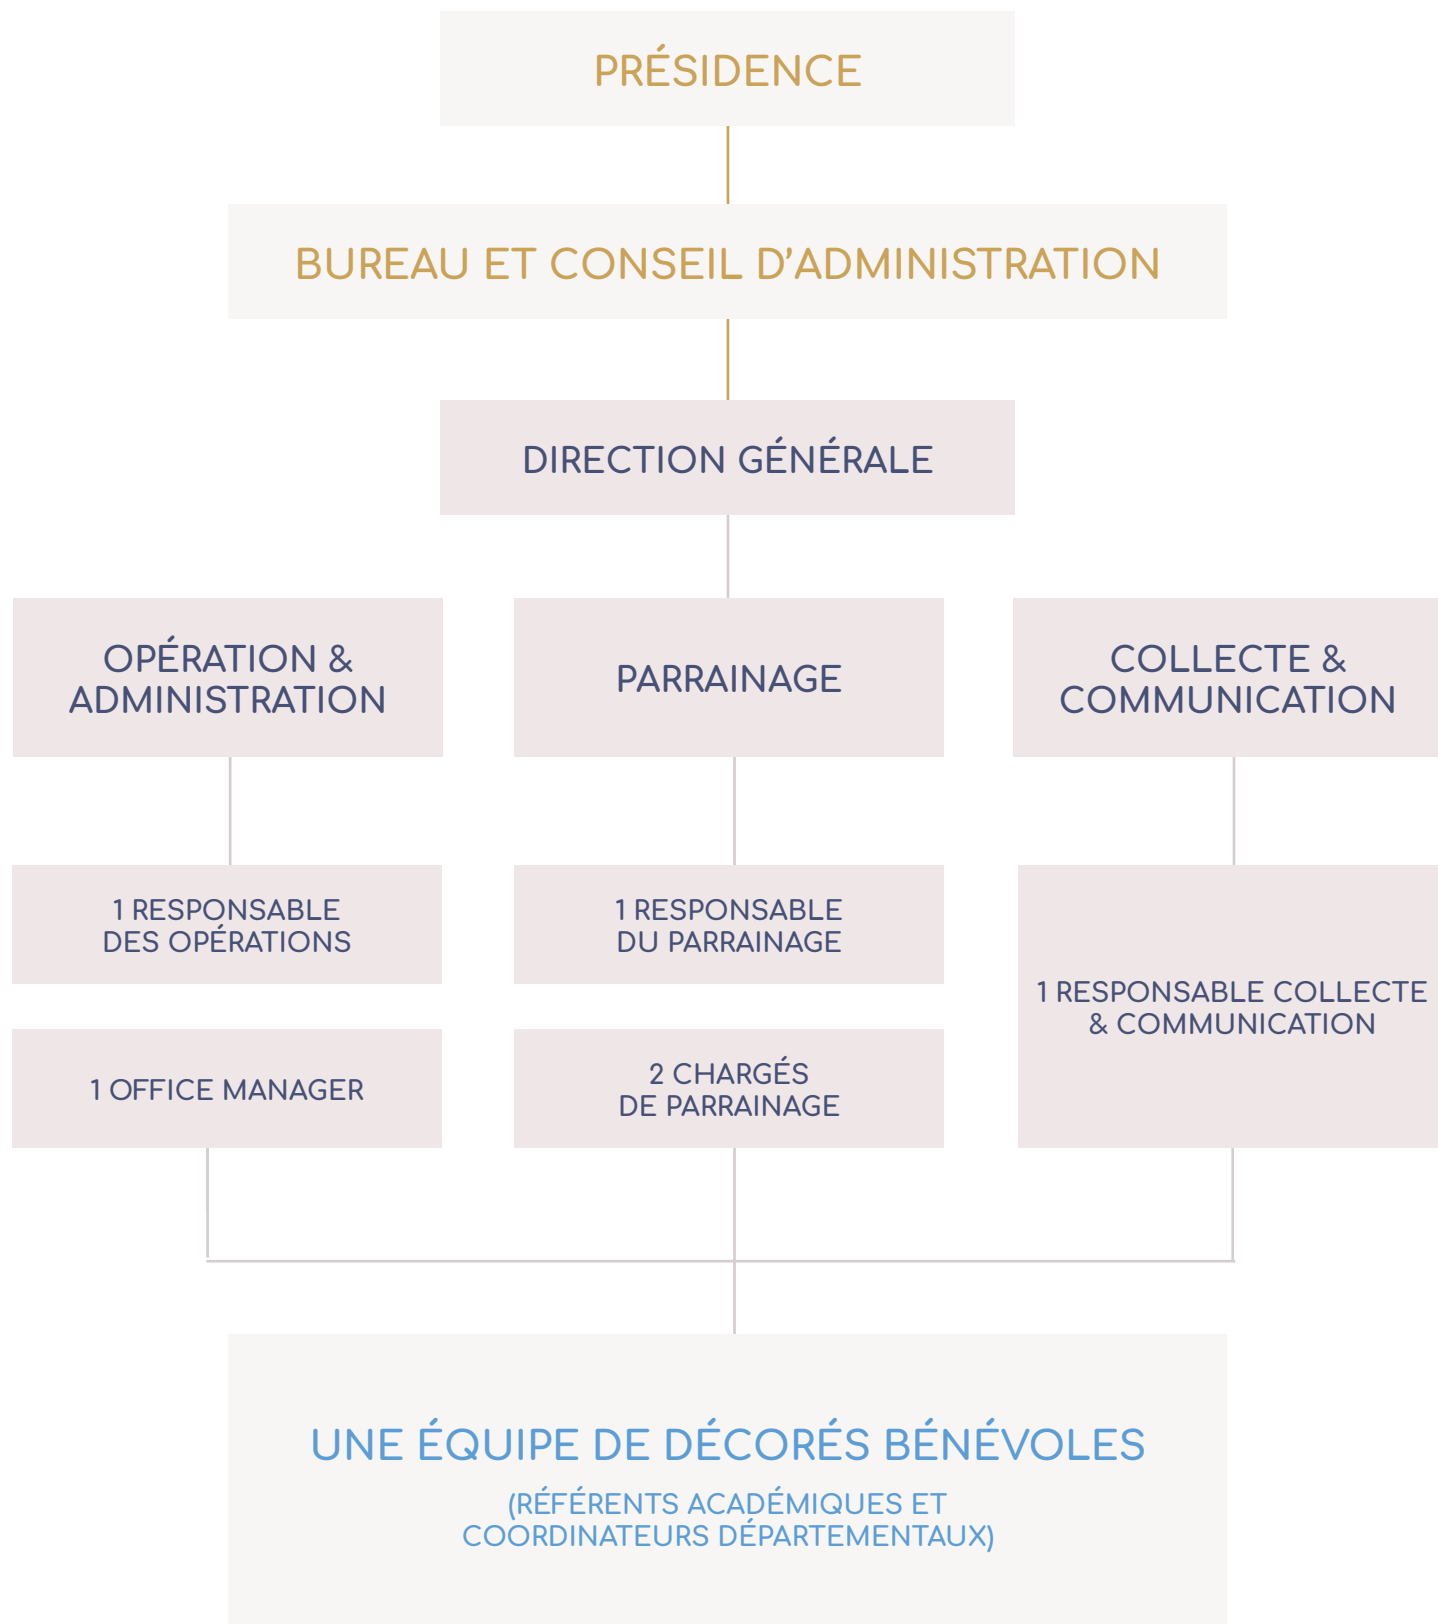 PRÉSIDENCE
BUREAU ET CONSEIL D’ADMINISTRATION
DIRECTION GÉNÉRALE
OPÉRATION &
ADMINISTRATION
PARRAINAGE
COLLECTE &
COMMUNICATION
1 RESPONSABLE
DES OPÉRATIONS
1 RESPONSABLE
DU PARRAINAGE
1 RESPONSABLE COLLECTE
& COMMUNICATION
1 OFFICE MANAGER
2 CHARGÉS
DE PARRAINAGE
UNE ÉQUIPE DE DÉCORÉS BÉNÉVOLES
(RÉFÉRENTS ACADÉMIQUES ET
COORDINATEURS DÉPARTEMENTAUX)